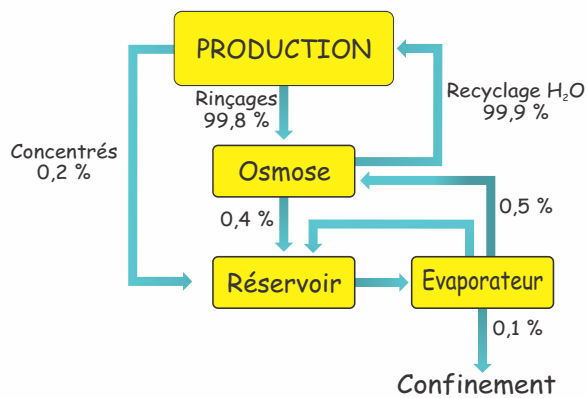 PRODUCTION
Rinçages
99,8 %
Recyclage H₂O
99,9 %
Concentrés
0,2 %
Osmose
0,4 %
0,5 %
Réservoir
Evaporateur
0,1 %
Confinement